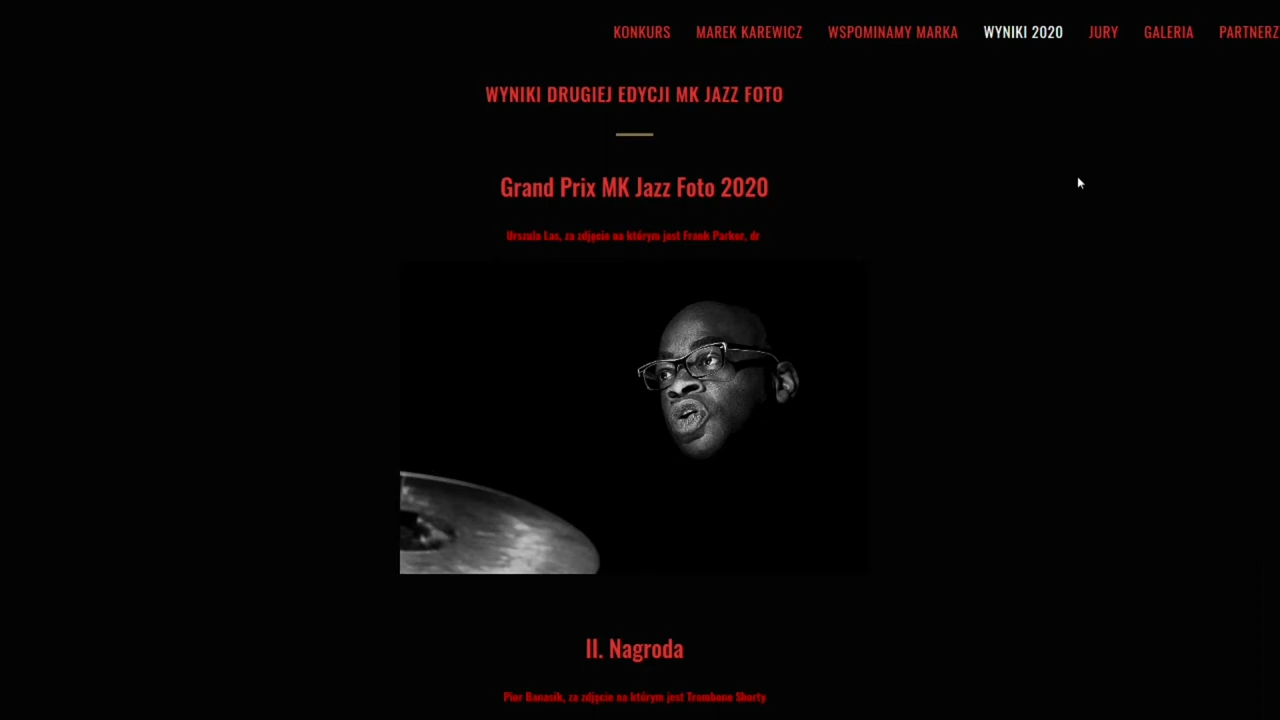 KONKURS MAREK KAREWICZ WSPOMINAMY MARKA WYNIKI 2020 JURY GALERIA PARTNERZ
WYNIKI DRUGIEJ EDYCJI MK JAZZ FOTO
Grand Prix MK Jazz Foto 2020
Urszula Las, za zdjęcie na którym jest Frank Parker, dr
II. Nagroda
Pior Banasik, za zdjęcie na którym jest Trombone Shorty